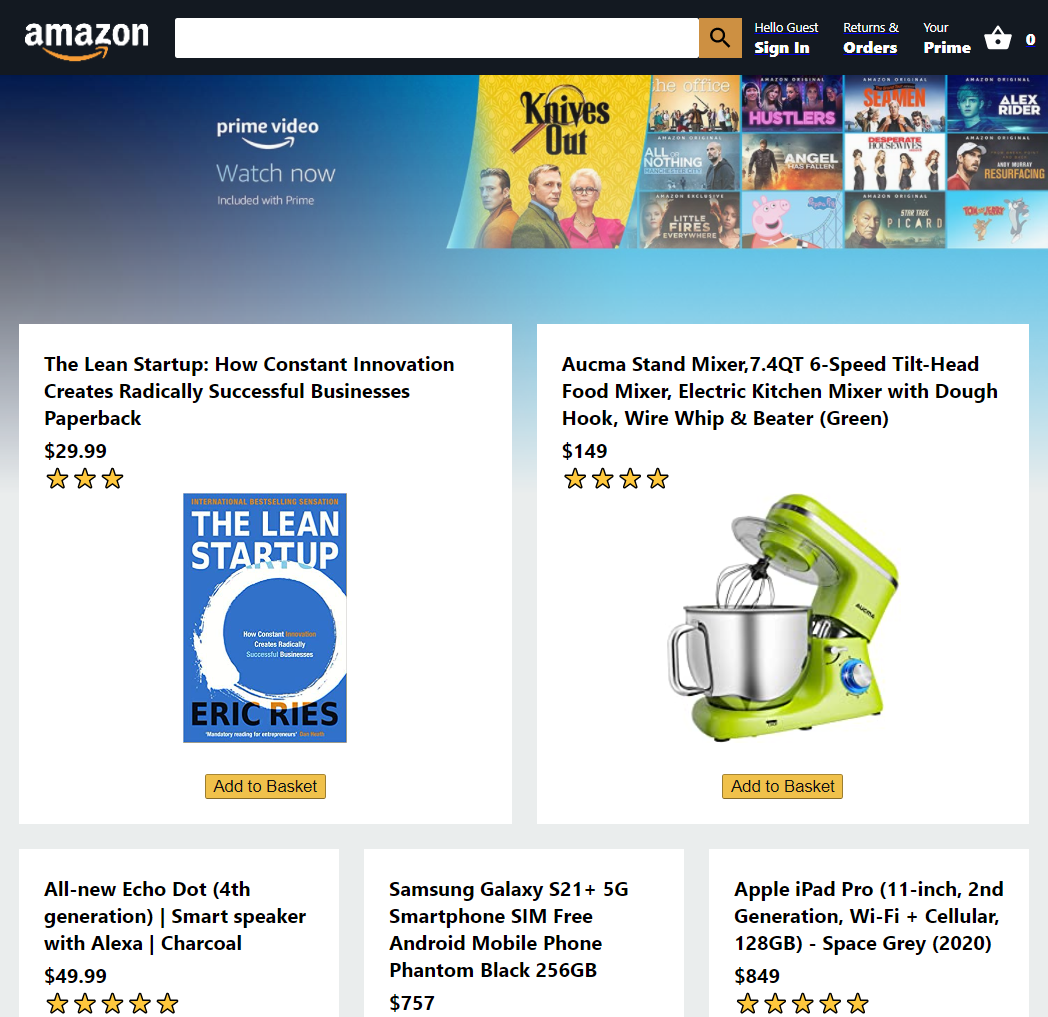 amazon
Hello Guest
Sign In
Returns &
Orders
Your
Prime
0
prime video
Watch now
Included with Prime
Knives
Out
he office
AMAZON ORIGINAL
HUSTLERS
AMAZON ORIGINAL
SEAMEN
AMAZON ORIGINAL
ALEX
RIDER
AMAZON ORIGINAL
ALL OR
NOTHING
MANCHESTER CITY
ANGEL
HAS FALLEN
DESPERATE
HOUSEWIVES
AMAZON ORIGINAL
ANDY MURRAY
RESURFACING
AMAZON EXCLUSIVE
LITTLE
FIRES
EVERYWHERE
Peppa Pig
AMAZON ORIGINAL
STAR TREK
PICARD
TOM and JERRY
The Lean Startup: How Constant Innovation
Creates Radically Successful Businesses
Paperback
$29.99
INTERNATIONAL BESTSELLING SENSATION
THE LEAN
STARTUP
How Constant Innovation
Creates Radically
Successful Businesses
ERIC RIES
'Mandatory reading for entrepreneurs' Dan Heath
Add to Basket
Aucma Stand Mixer,7.4QT 6-Speed Tilt-Head
Food Mixer, Electric Kitchen Mixer with Dough
Hook, Wire Whip & Beater (Green)
$149
AUCMA
Add to Basket
All-new Echo Dot (4th
generation) | Smart speaker
with Alexa | Charcoal
$49.99
Samsung Galaxy S21+ 5G
Smartphone SIM Free
Android Mobile Phone
Phantom Black 256GB
$757
Apple iPad Pro (11-inch, 2nd
Generation, Wi-Fi + Cellular,
128GB) - Space Grey (2020)
$849